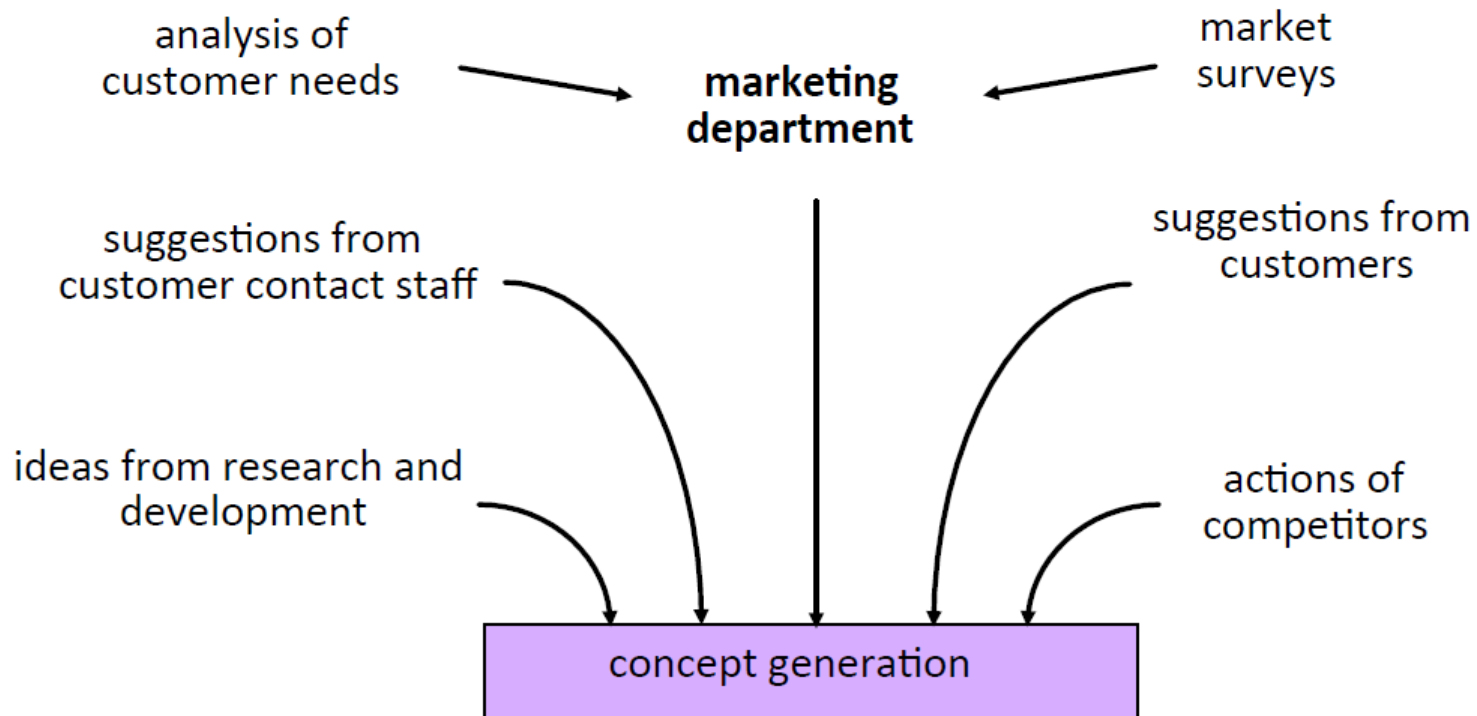 analysis of
customer needs
marketing
department
market
surveys
suggestions from
customer contact staff
suggestions from
customers
ideas from research and
development
actions of
competitors
concept generation